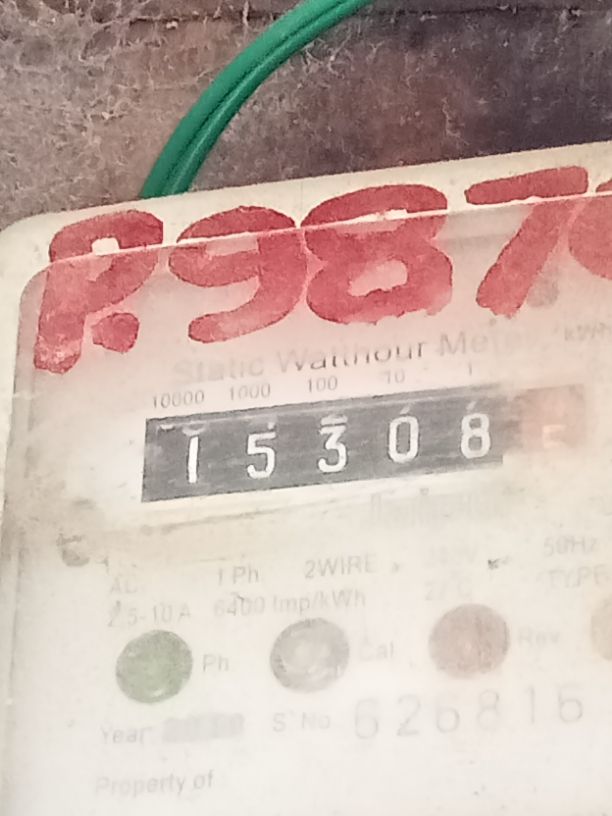 P.987
Static Watthour Meter kWh
10000 1000 100 10 1
15308
1 Ph 2WIRE 50Hz
AC TYPE
2.5-10 A 6400 Imp/kWh
Ph Cal Rev
Year S No 626816
Property of